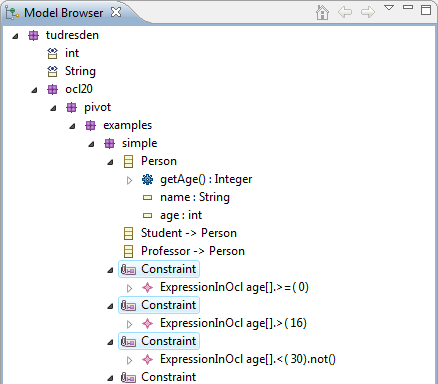 Model Browser
tudresden
int
String
ocl20
pivot
examples
simple
Person
getAge() : Integer
name : String
age : int
Student -> Person
Professor -> Person
Constraint
ExpressionInOcl age[].>=(0)
Constraint
ExpressionInOcl age[].>(16)
Constraint
ExpressionInOcl age[].<(30).not()
Constraint